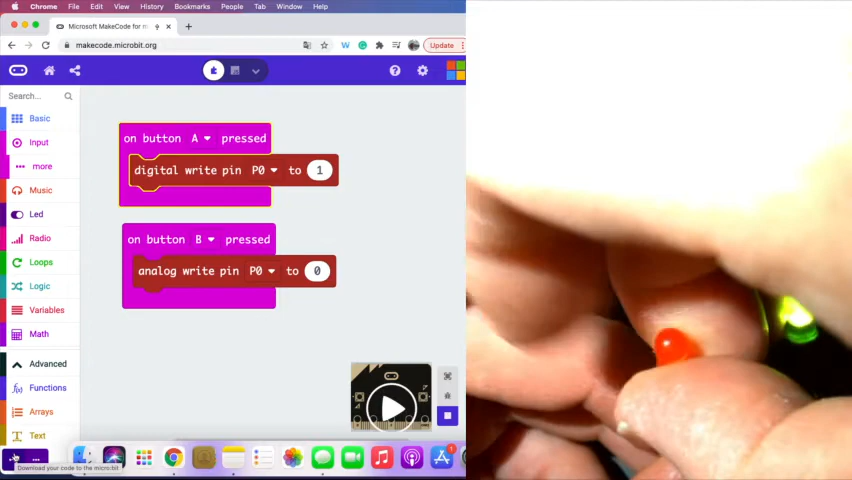 Chrome File Edit View History Bookmarks People Tab Window Help
Microsoft MakeCode for m
makecode.microbit.org
Update
Search...
Basic
Input
more
Music
Led
Radio
Loops
Logic
Variables
Math
Advanced
Functions
Arrays
Text
on button A pressed
digital write pin P0 to 1
on button B pressed
analog write pin P0 to 0
Download your code to the micro:bit
1